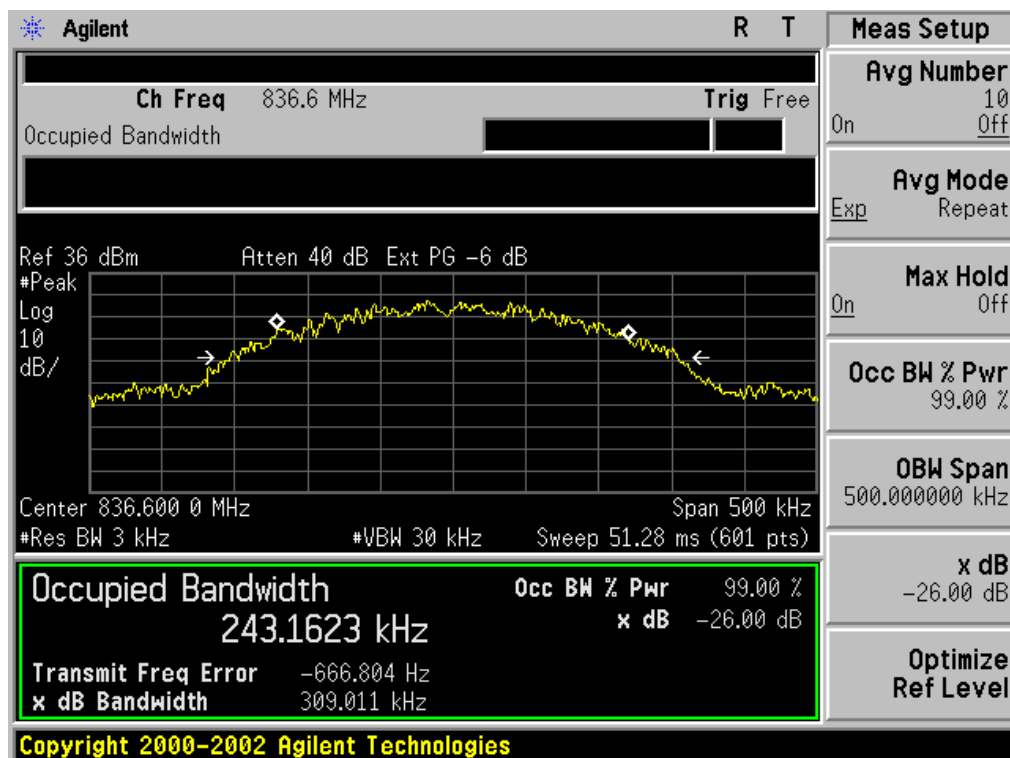 Agilent R T
Ch Freq 836.6 MHz Trig Free
Occupied Bandwidth
Ref 36 dBm Atten 40 dB Ext PG -6 dB
#Peak
Log
10
dB/
Center 836.600 0 MHz Span 500 kHz
#Res BW 3 kHz #VBW 30 kHz Sweep 51.28 ms (601 pts)
Occupied Bandwidth Occ BW % Pwr 99.00 %
243.1623 kHz x dB -26.00 dB
Transmit Freq Error -666.804 Hz
x dB Bandwidth 309.011 kHz
Copyright 2000-2002 Agilent Technologies
Meas Setup
Avg Number
10
On Off
Avg Mode
Exp Repeat
Max Hold
On Off
Occ BW % Pwr
99.00 %
OBW Span
500.000000 kHz
x dB
-26.00 dB
Optimize
Ref Level